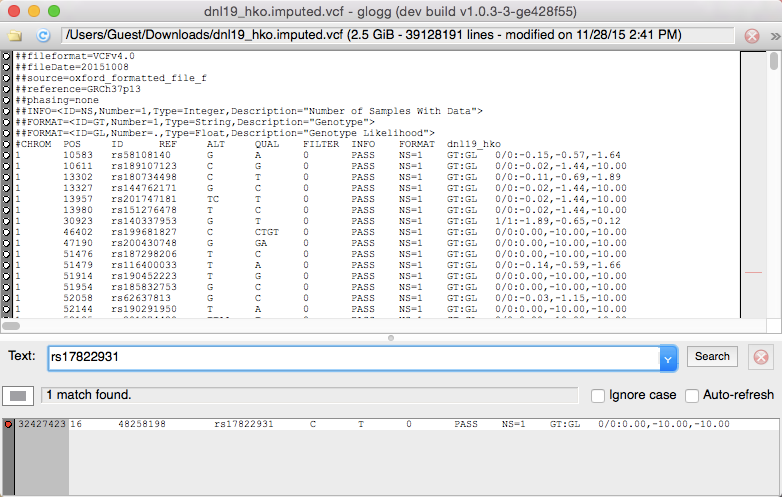 dnl19_hko.imputed.vcf - glogg (dev build v1.0.3-3-ge428f55)
/Users/Guest/Downloads/dnl19_hko.imputed.vcf (2.5 GiB - 39128191 lines - modified on 11/28/15 2:41 PM)
##fileformat=VCFv4.0
##fileDate=20151008
##source=oxford_formatted_file_f
##reference=GRCh37p13
##phasing=none
##INFO=<ID=NS,Number=1,Type=Integer,Description="Number of Samples With Data">
##FORMAT=<ID=GT,Number=1,Type=String,Description="Genotype">
##FORMAT=<ID=GL,Number=.,Type=Float,Description="Genotype Likelihood">
#CHROM POS ID REF ALT QUAL FILTER INFO FORMAT dnll19_hko
1 10583 rs58108140 G A 0 PASS NS=1 GT:GL 0/0:-0.15,-0.57,-1.64
1 10611 rs189107123 C G 0 PASS NS=1 GT:GL 0/0:-0.02,-1.44,-10.00
1 13302 rs180734498 C T 0 PASS NS=1 GT:GL 0/0:-0.11,-0.69,-1.89
1 13327 rs144762171 G C 0 PASS NS=1 GT:GL 0/0:-0.02,-1.44,-10.00
1 13957 rs201747181 TC T 0 PASS NS=1 GT:GL 0/0:-0.02,-1.44,-10.00
1 13980 rs151276478 T C 0 PASS NS=1 GT:GL 0/0:-0.02,-1.44,-10.00
1 30923 rs140337953 G T 0 PASS NS=1 GT:GL 1/1:-1.89,-0.65,-0.12
1 46402 rs199681827 C CTGT 0 PASS NS=1 GT:GL 0/0:0.00,-10.00,-10.00
1 47190 rs200430748 G GA 0 PASS NS=1 GT:GL 0/0:0.00,-10.00,-10.00
1 51476 rs187298206 T C 0 PASS NS=1 GT:GL 0/0:0.00,-10.00,-10.00
1 51479 rs116400033 T A 0 PASS NS=1 GT:GL 0/0:-0.14,-0.59,-1.66
1 51914 rs190452223 T G 0 PASS NS=1 GT:GL 0/0:0.00,-10.00,-10.00
1 51954 rs185832753 G C 0 PASS NS=1 GT:GL 0/0:0.00,-10.00,-10.00
1 52058 rs62637813 G C 0 PASS NS=1 GT:GL 0/0:-0.03,-1.15,-10.00
1 52144 rs190291950 T A 0 PASS NS=1 GT:GL 0/0:0.00,-10.00,-10.00
Text: rs17822931 Search
1 match found. Ignore case Auto-refresh
32427423 16 48258198 rs17822931 C T 0 PASS NS=1 GT:GL 0/0:0.00,-10.00,-10.00